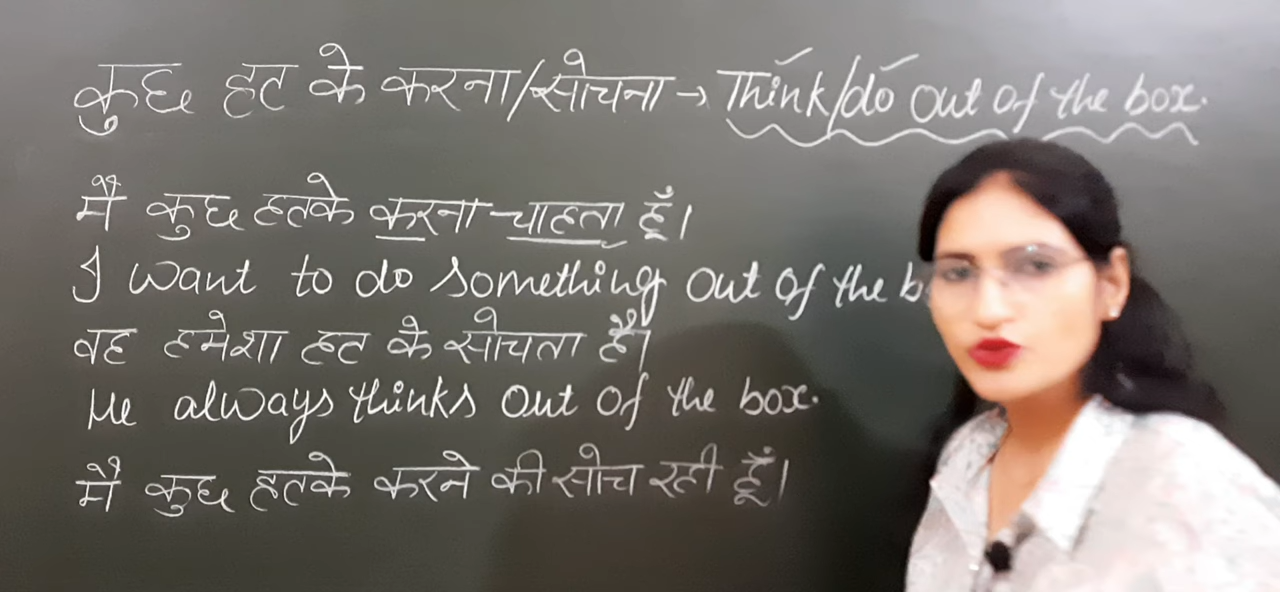 कुछ हट के करना/सोचना → Think/do out of the box.
मैं कुछ हटके करना चाहता हूँ।
I want to do something out of the b
वह हमेशा हट के सोचता है।
He always thinks out of the box.
मैं कुछ हटके करने की सोच रही हूँ।